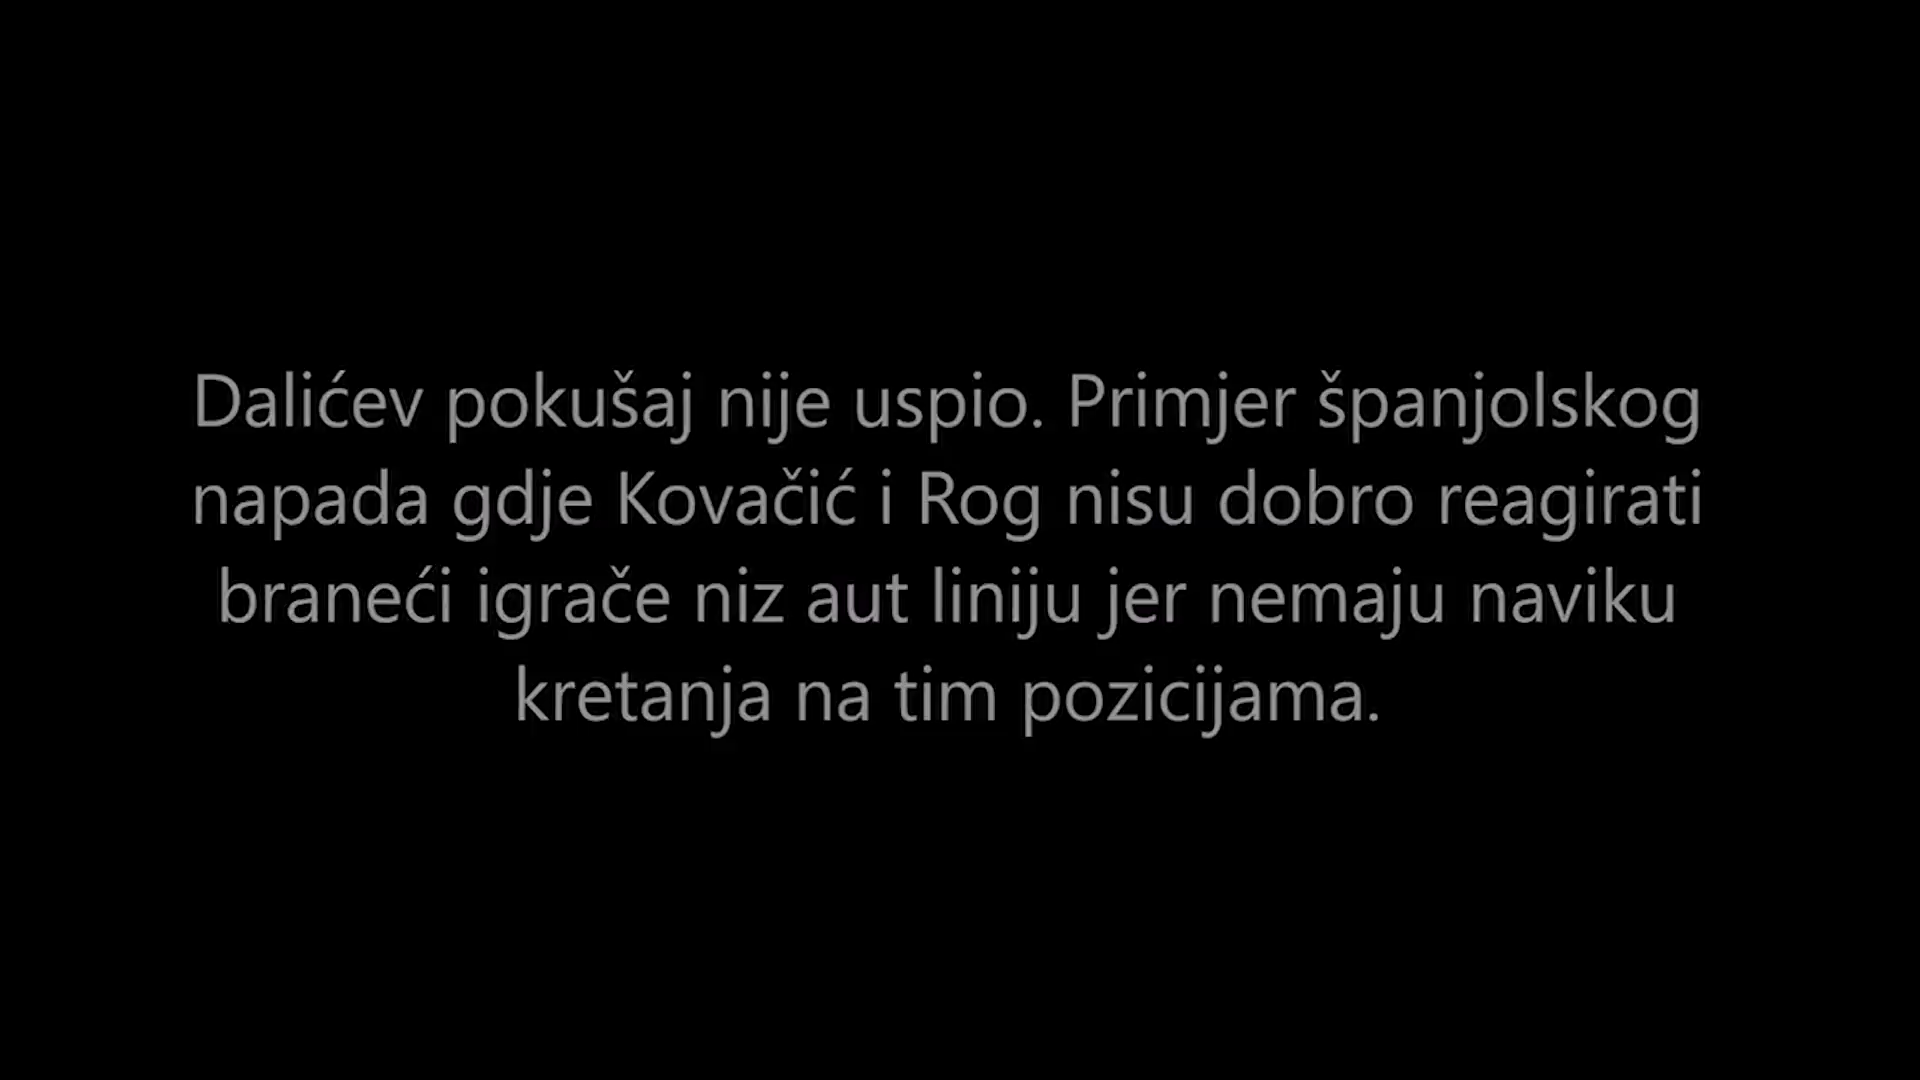 Dalićev pokušaj nije uspio. Primjer španjolskog
napada gdje Kovačić i Rog nisu dobro reagirati
braneći igrače niz aut liniju jer nemaju naviku
kretanja na tim pozicijama.